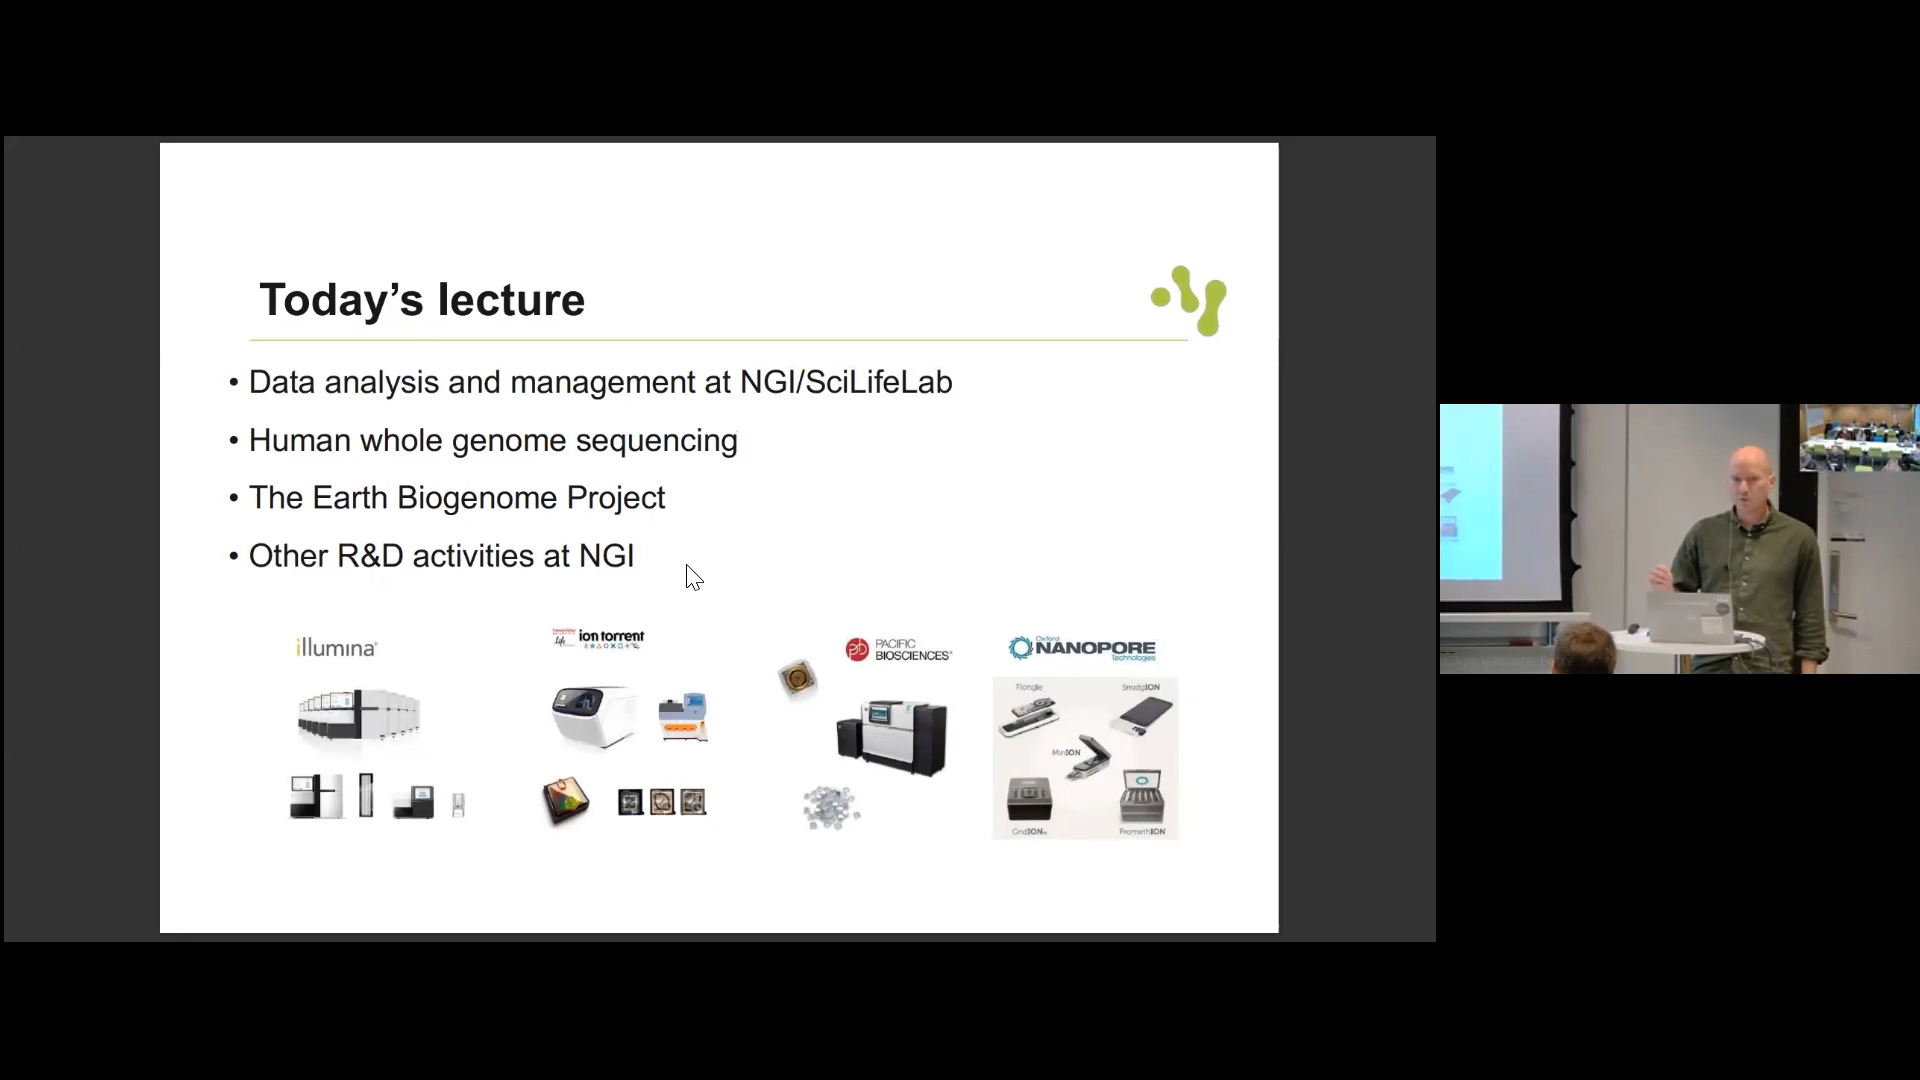 Today’s lecture
• Data analysis and management at NGI/SciLifeLab
• Human whole genome sequencing
• The Earth Biogenome Project
• Other R&D activities at NGI
illumina®
ion torrent
life
PACIFIC
BIOSCIENCES®
Oxford
NANOPORE
Technologies
Flongle
SmidgION
MinION
GridION
PromethION